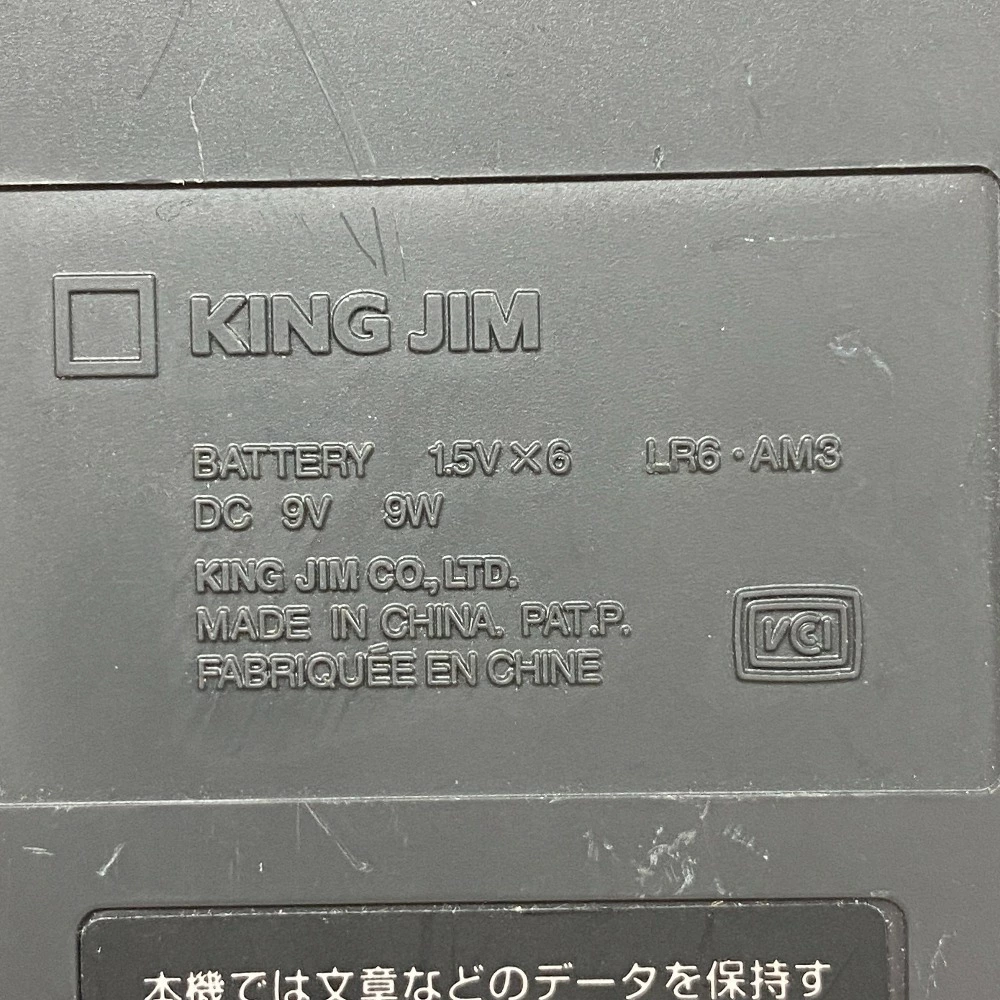 KING JIM
BATTERY 1.5V×6 LR6・AM3
DC 9V 9W
KING JIM CO., LTD.
MADE IN CHINA. PAT.P.
FABRIQUÉE EN CHINE
VCI
本機では文章などのデータを保持す